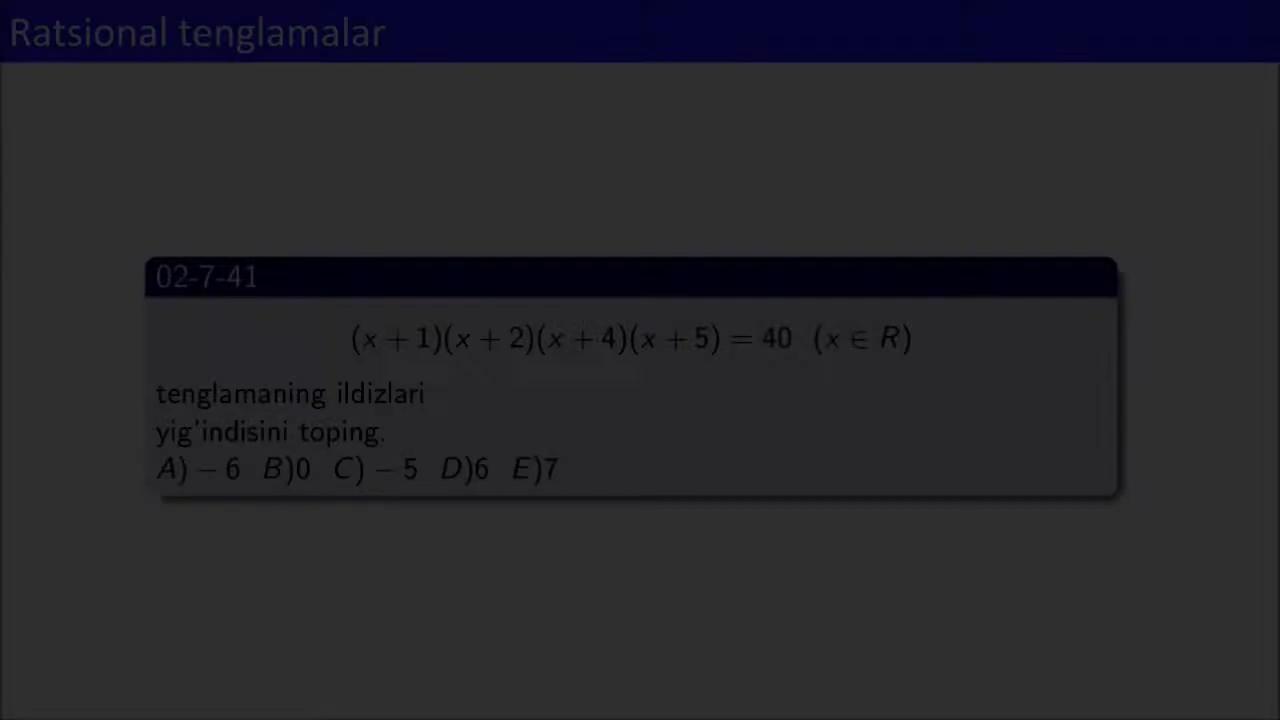 Ratsional tenglamalar
02-7-41
(x + 1)(x + 2)(x + 4)(x + 5) = 40 (x ∈ R)
tenglamaning ildizlari
yig'indisini toping.
A) − 6 B)0 C) − 5 D)6 E)7